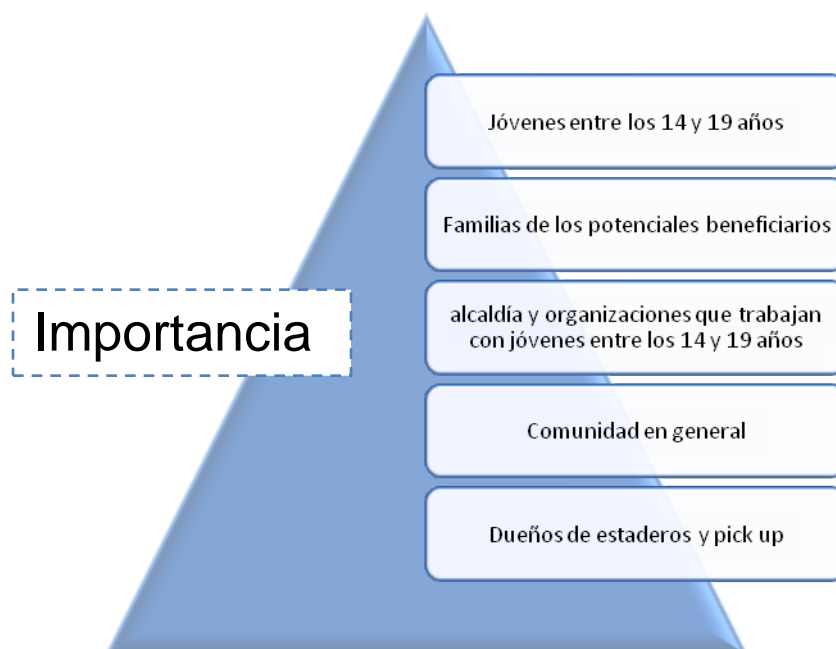 Jóvenes entre los 14 y 19 años
Familias de los potenciales beneficiarios
Importancia
alcaldía y organizaciones que trabajan
con jóvenes entre los 14 y 19 años
Comunidad en general
Dueños de estaderos y pick up